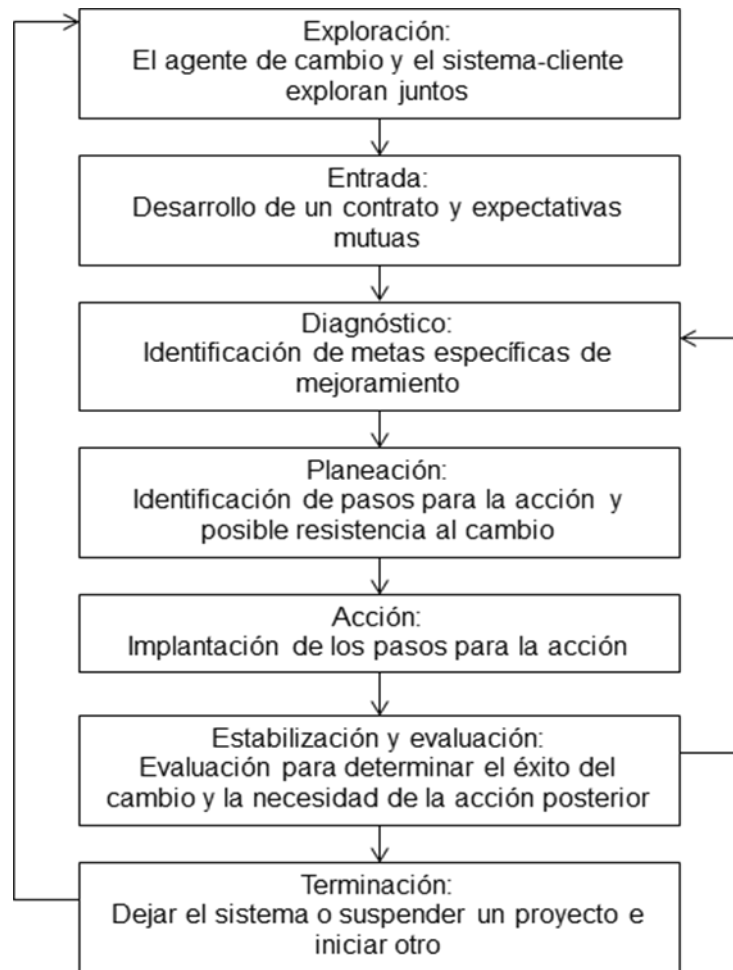 Exploración:
El agente de cambio y el sistema-cliente
exploran juntos
Entrada:
Desarrollo de un contrato y expectativas
mutuas
Diagnóstico:
Identificación de metas específicas de
mejoramiento
Planeación:
Identificación de pasos para la acción y
posible resistencia al cambio
Acción:
Implantación de los pasos para la acción
Estabilización y evaluación:
Evaluación para determinar el éxito del
cambio y la necesidad de la acción posterior
Terminación:
Dejar el sistema o suspender un proyecto e
iniciar otro